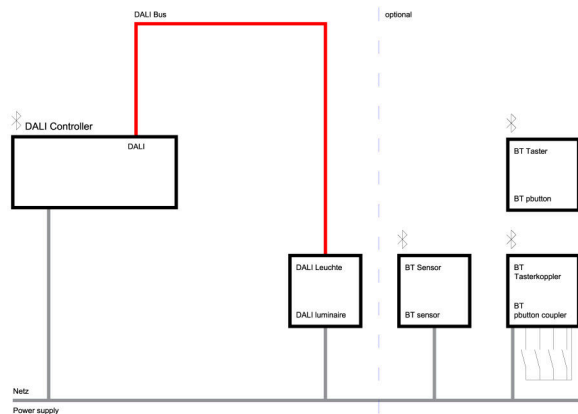 DALI Bus
optional
DALI Controller
DALI
BT Taster
BT pbutton
DALI Leuchte
DALI luminaire
BT Sensor
BT sensor
BT
Tasterkoppler
BT
pbutton coupler
Netz
Power supply